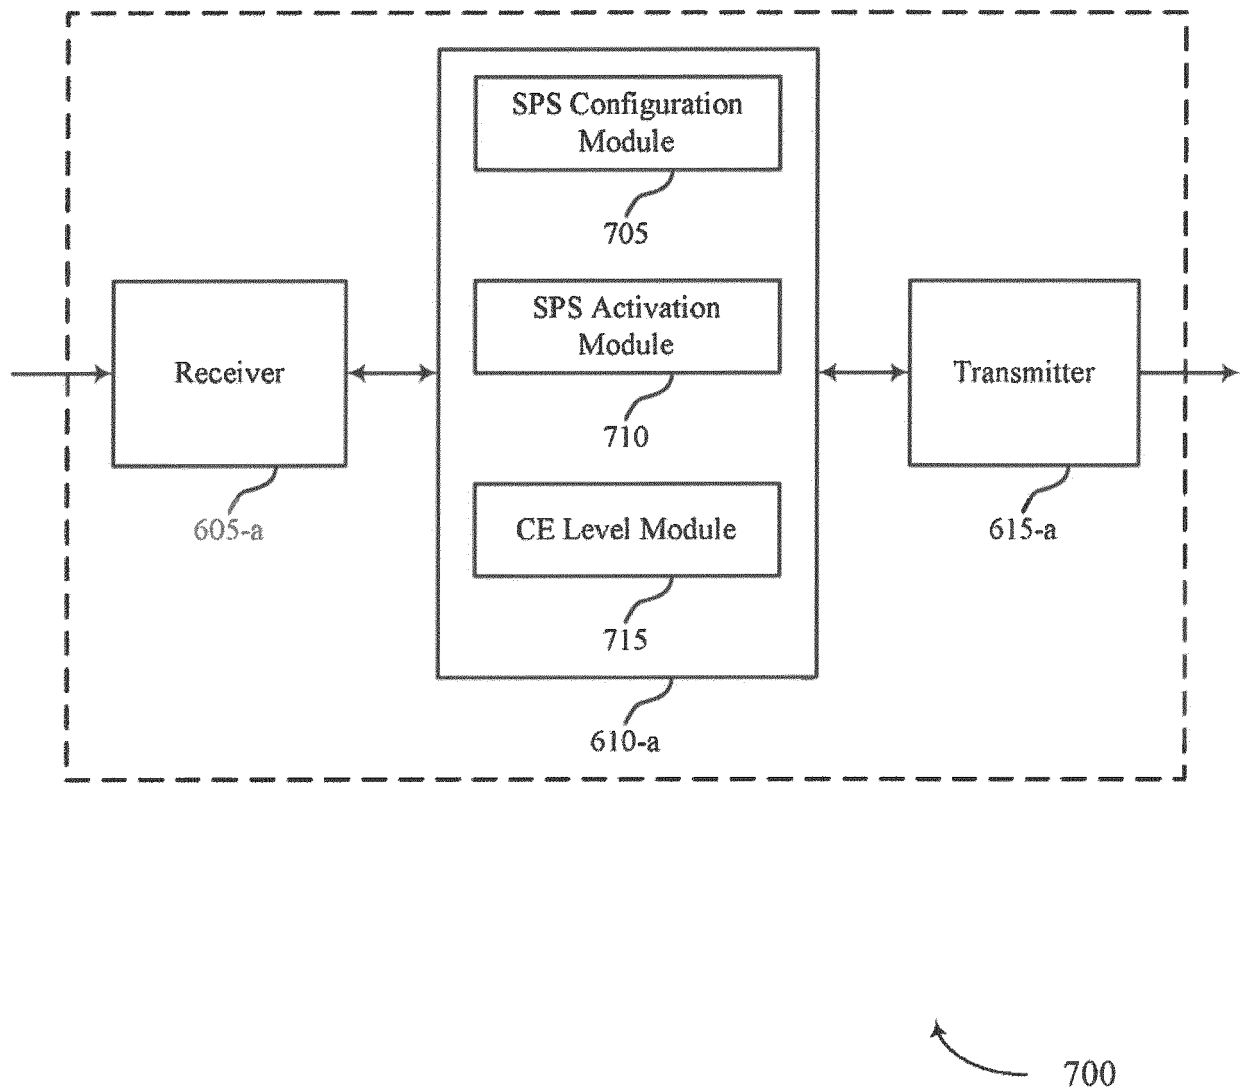 SPS Configuration
Module
705
SPS Activation
Module
710
Receiver
Transmitter
605-a
CE Level Module
615-a
715
610-a
700